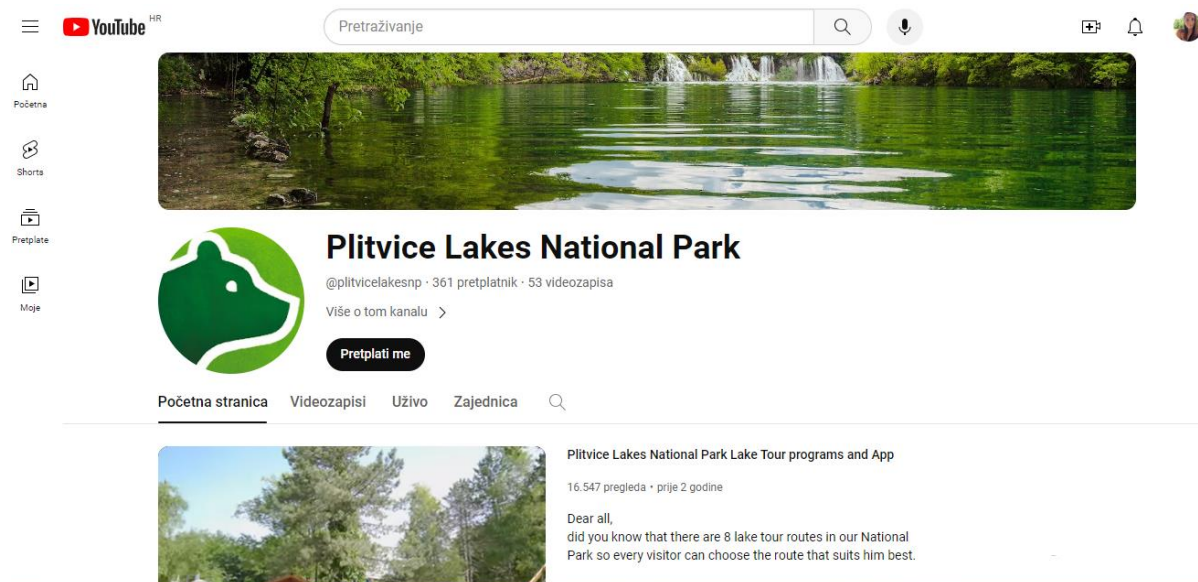 YouTube HR
Pretraživanje
Početna
Shorts
Pretplate
Moje
Plitvice Lakes National Park
@plitvicelakesnp · 361 pretplatnik · 53 videozapisa
Više o tom kanalu
Pretplati me
Početna stranica Videozapisi Uživo Zajednica
Plitvice Lakes National Park Lake Tour programs and App
16.547 pregleda • prije 2 godine
Dear all,
did you know that there are 8 lake tour routes in our National
Park so every visitor can choose the route that suits him best.